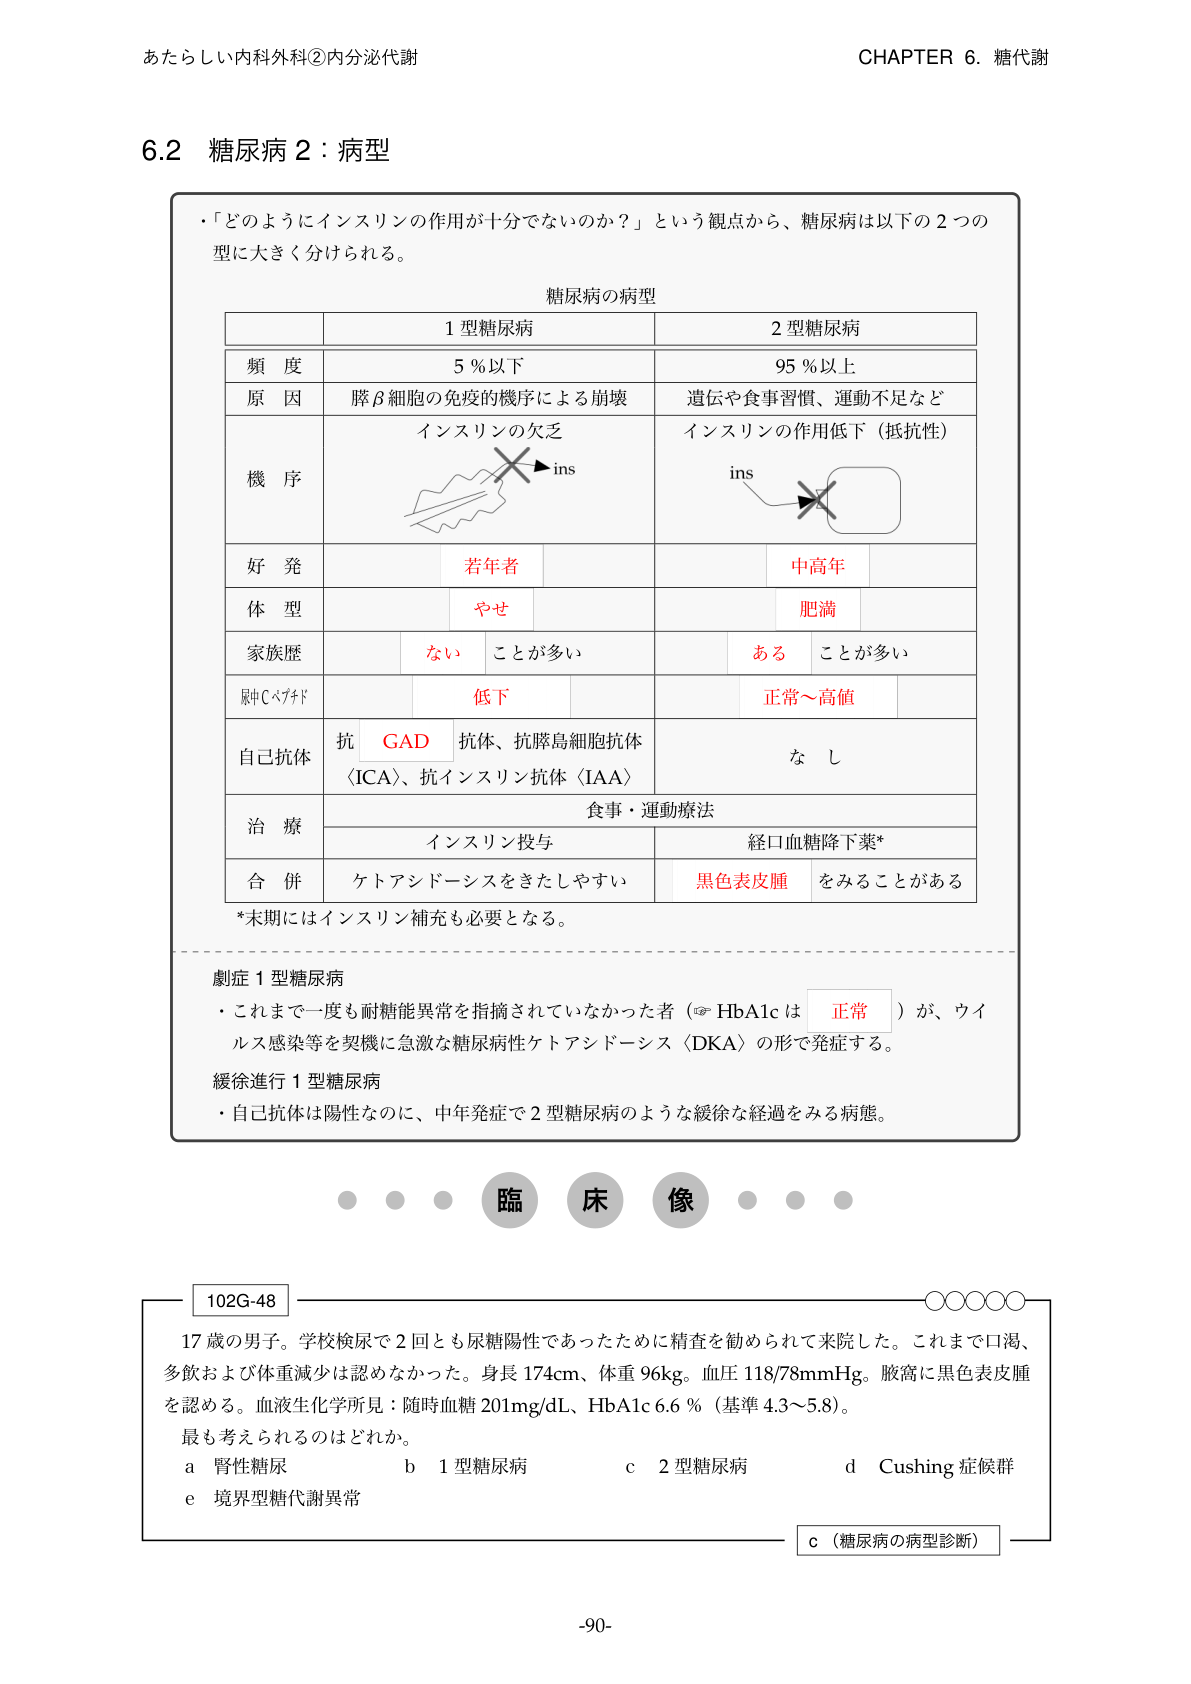 あたらしい内科外科②内分泌代謝
CHAPTER 6. 糖代謝
6.2 糖尿病 2：病型
・「どのようにインスリンの作用が十分でないのか？」という観点から、糖尿病は以下の 2 つの
型に大きく分けられる。
糖尿病の病型
1 型糖尿病 2 型糖尿病
頻 度 5 %以下 95 %以上
原 因 膵β細胞の免疫的機序による崩壊 遺伝や食事習慣、運動不足など
機 序 インスリンの欠乏 インスリンの作用低下（抵抗性）
ins ins
好 発 若年者 中高年
体 型 やせ 肥満
家族歴 ない ことが多い ある ことが多い
尿中Cペプチド 低下 正常〜高値
自己抗体 抗 GAD 抗体、抗膵島細胞抗体 な し
〈ICA〉、抗インスリン抗体〈IAA〉
治 療 食事・運動療法
インスリン投与 経口血糖降下薬*
合 併 ケトアシドーシスをきたしやすい 黒色表皮腫 をみることがある
*末期にはインスリン補充も必要となる。
劇症 1 型糖尿病
・これまで一度も耐糖能異常を指摘されていなかった者（☞ HbA1c は 正常 ）が、ウイ
ルス感染等を契機に急激な糖尿病性ケトアシドーシス〈DKA〉の形で発症する。
緩徐進行 1 型糖尿病
・自己抗体は陽性なのに、中年発症で 2 型糖尿病のような緩徐な経過をみる病態。
臨 床 像
102G-48
17 歳の男子。学校検尿で 2 回とも尿糖陽性であったために精査を勧められて来院した。これまで口渇、
多飲および体重減少は認めなかった。身長 174cm、体重 96kg。血圧 118/78mmHg。腋窩に黒色表皮腫
を認める。血液生化学所見：随時血糖 201mg/dL、HbA1c 6.6 %（基準 4.3〜5.8）。
最も考えられるのはどれか。
a 腎性糖尿 b 1 型糖尿病 c 2 型糖尿病 d Cushing 症候群
e 境界型糖代謝異常
c （糖尿病の病型診断）
-90-